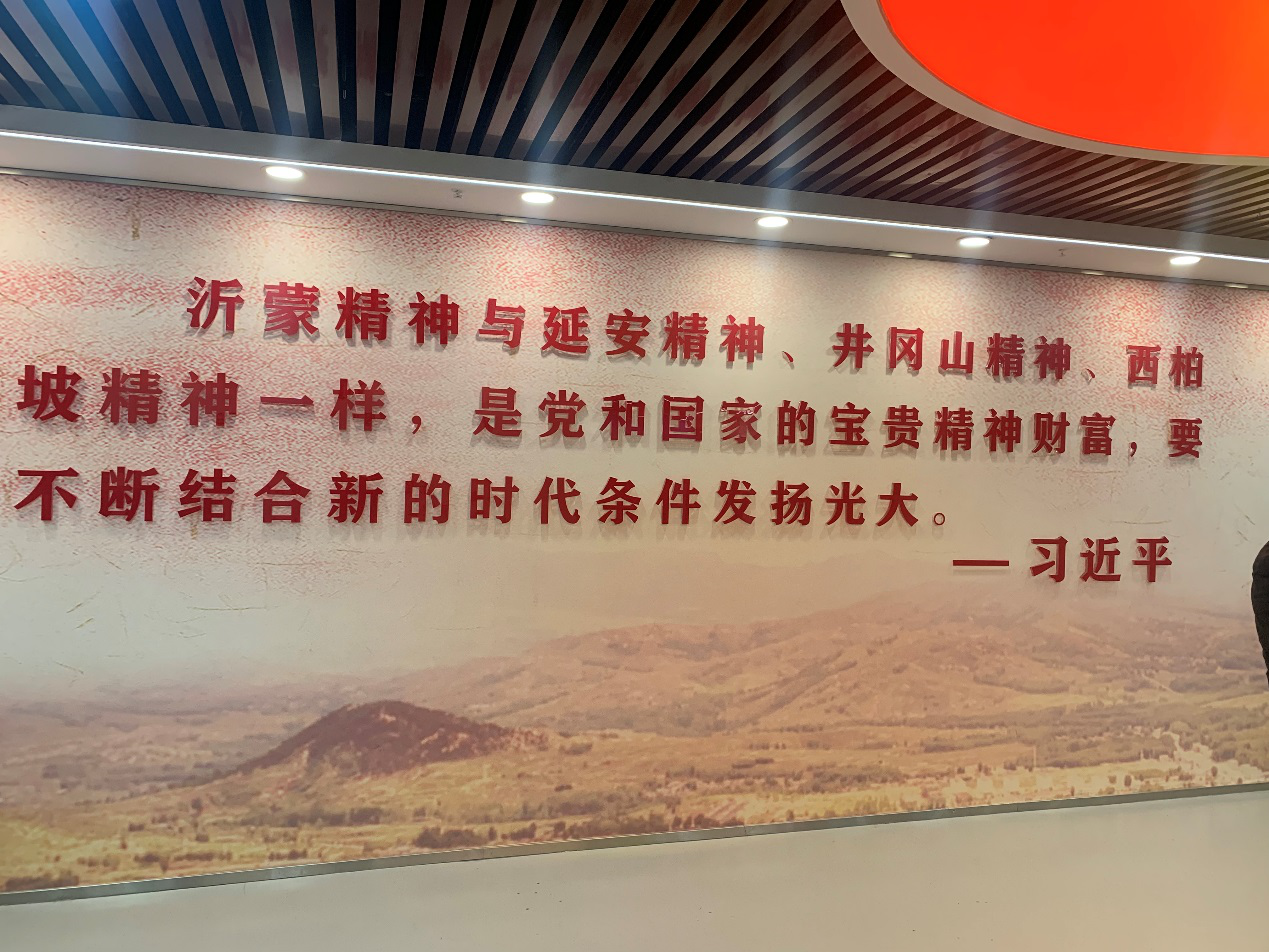 沂蒙精神与延安精神、井冈山精神、西柏
坡精神一样，是党和国家的宝贵精神财富，要
不断结合新的时代条件发扬光大。
—习近平